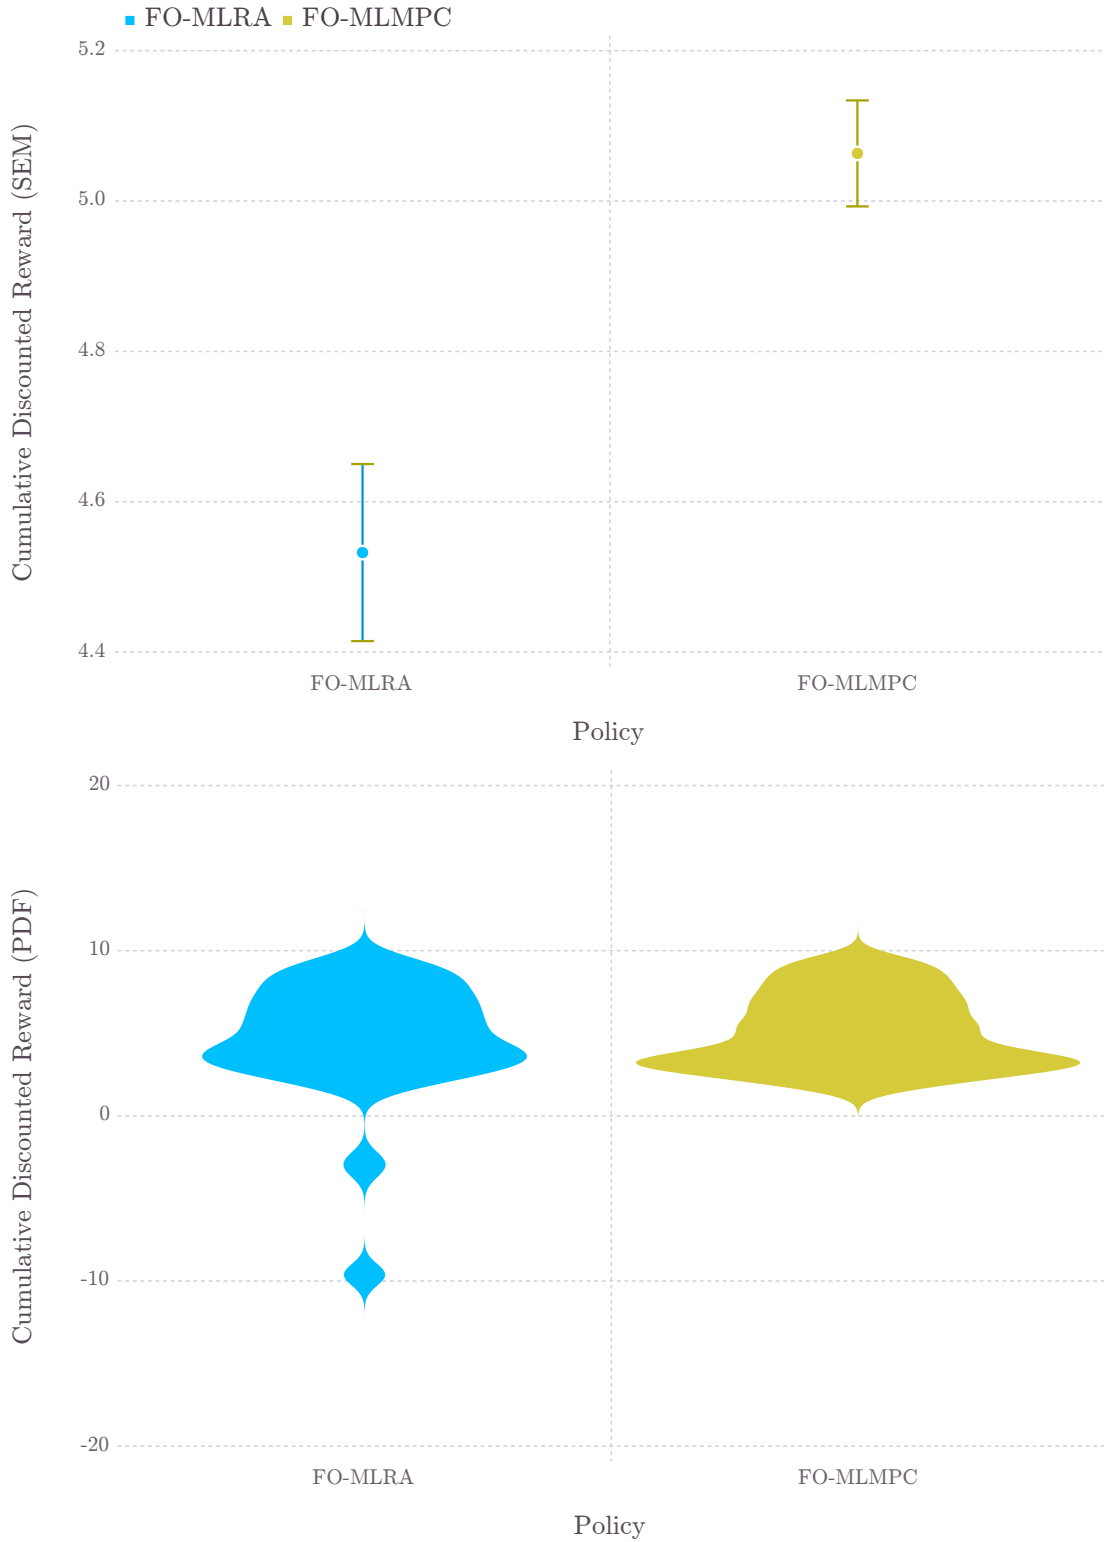 FO-MLRA FO-MLMPC
Cumulative Discounted Reward (SEM)
5.2
5.0
4.8
4.6
4.4
FO-MLRA FO-MLMPC
Policy
Cumulative Discounted Reward (PDF)
20
10
0
-10
-20
FO-MLRA FO-MLMPC
Policy